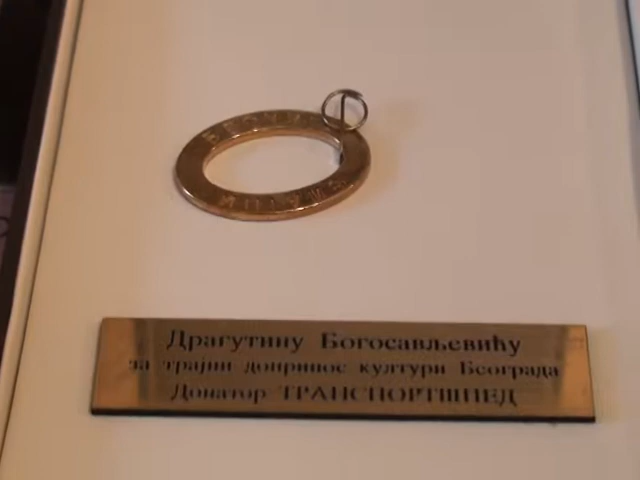 Драгутину Богосављевићу
за трајни допринос култури Београда
Донатор ТРАНСПОРТШПЕД